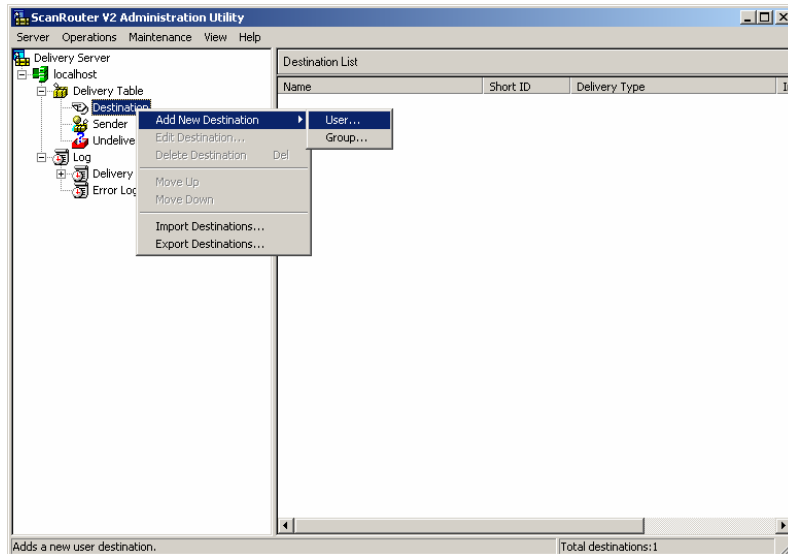 ScanRouter V2 Administration Utility
Server Operations Maintenance View Help
Delivery Server
localhost
Delivery Table
Destination
Sender
Undelive
Log
Delivery
Error Log
Add New Destination
Edit Destination...
Delete Destination Del
Move Up
Move Down
Import Destinations...
Export Destinations...
User...
Group...
Destination List
Name Short ID Delivery Type
Adds a new user destination. Total destinations:1